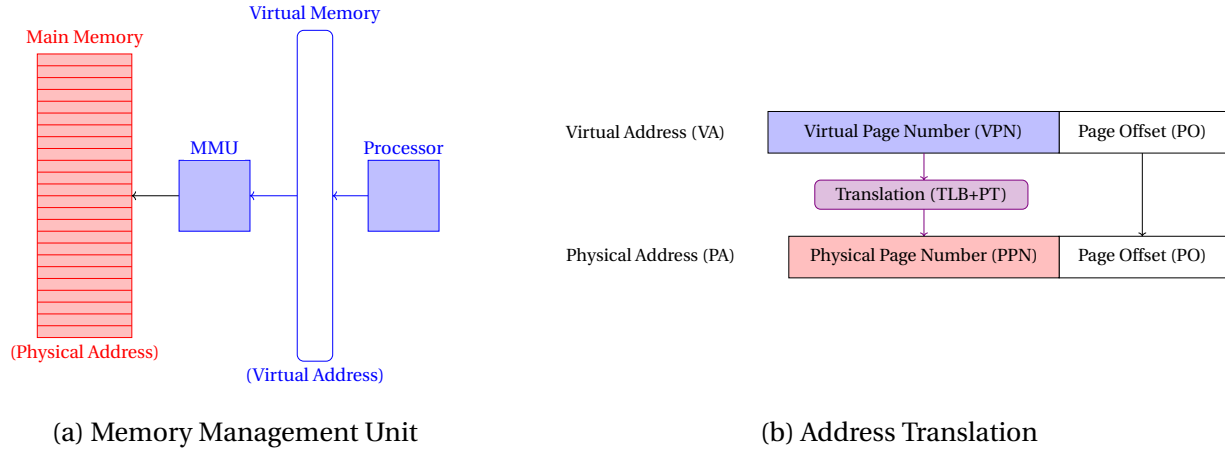 Virtual Memory
Main Memory
MMU
Processor
(Physical Address)
(Virtual Address)
(a) Memory Management Unit
Virtual Address (VA)
Virtual Page Number (VPN)
Page Offset (PO)
Translation (TLB+PT)
Physical Address (PA)
Physical Page Number (PPN)
Page Offset (PO)
(b) Address Translation